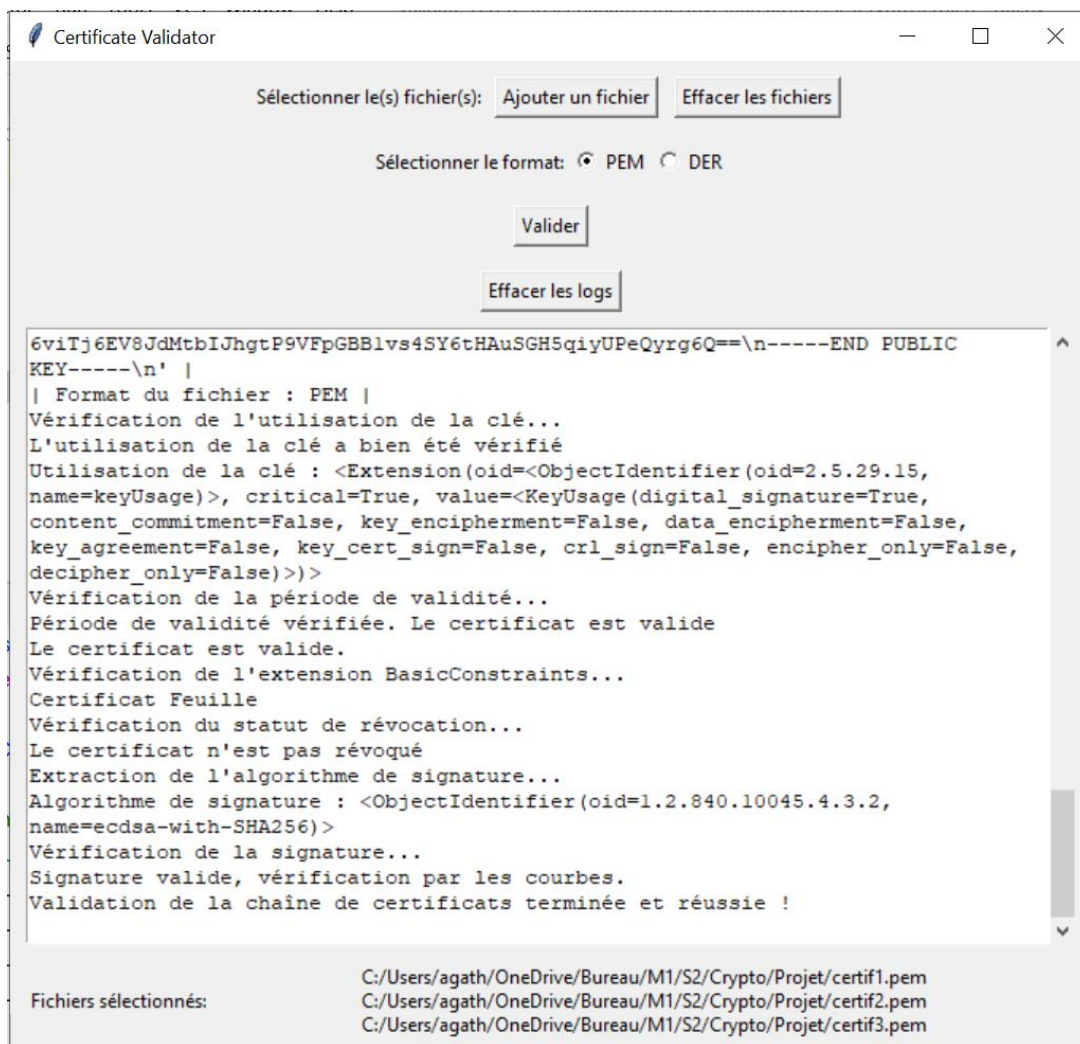 Certificate Validator
Sélectionner le(s) fichier(s): Ajouter un fichier Effacer les fichiers
Sélectionner le format: PEM DER
Valider
Effacer les logs
6viTj6EV8JdMtbIJhgtP9VFpGBBlvs4SY6tHAuSGH5qiyUPeQyrg6Q==\n-----END PUBLIC
KEY-----\n' |
| Format du fichier : PEM |
Vérification de l'utilisation de la clé...
L'utilisation de la clé a bien été vérifié
Utilisation de la clé : <Extension(oid=<ObjectIdentifier(oid=2.5.29.15,
name=keyUsage)>, critical=True, value=<KeyUsage(digital_signature=True,
content_commitment=False, key_encipherment=False, data_encipherment=False,
key_agreement=False, key_cert_sign=False, crl_sign=False, encipher_only=False,
decipher_only=False)>)>
Vérification de la période de validité...
Période de validité vérifiée. Le certificat est valide
Le certificat est valide.
Vérification de l'extension BasicConstraints...
Certificat Feuille
Vérification du statut de révocation...
Le certificat n'est pas révoqué
Extraction de l'algorithme de signature...
Algorithme de signature : <ObjectIdentifier(oid=1.2.840.10045.4.3.2,
name=ecdsa-with-SHA256)>
Vérification de la signature...
Signature valide, vérification par les courbes.
Validation de la chaîne de certificats terminée et réussie !
Fichiers sélectionnés:
C:/Users/agath/OneDrive/Bureau/M1/S2/Crypto/Projet/certif1.pem
C:/Users/agath/OneDrive/Bureau/M1/S2/Crypto/Projet/certif2.pem
C:/Users/agath/OneDrive/Bureau/M1/S2/Crypto/Projet/certif3.pem